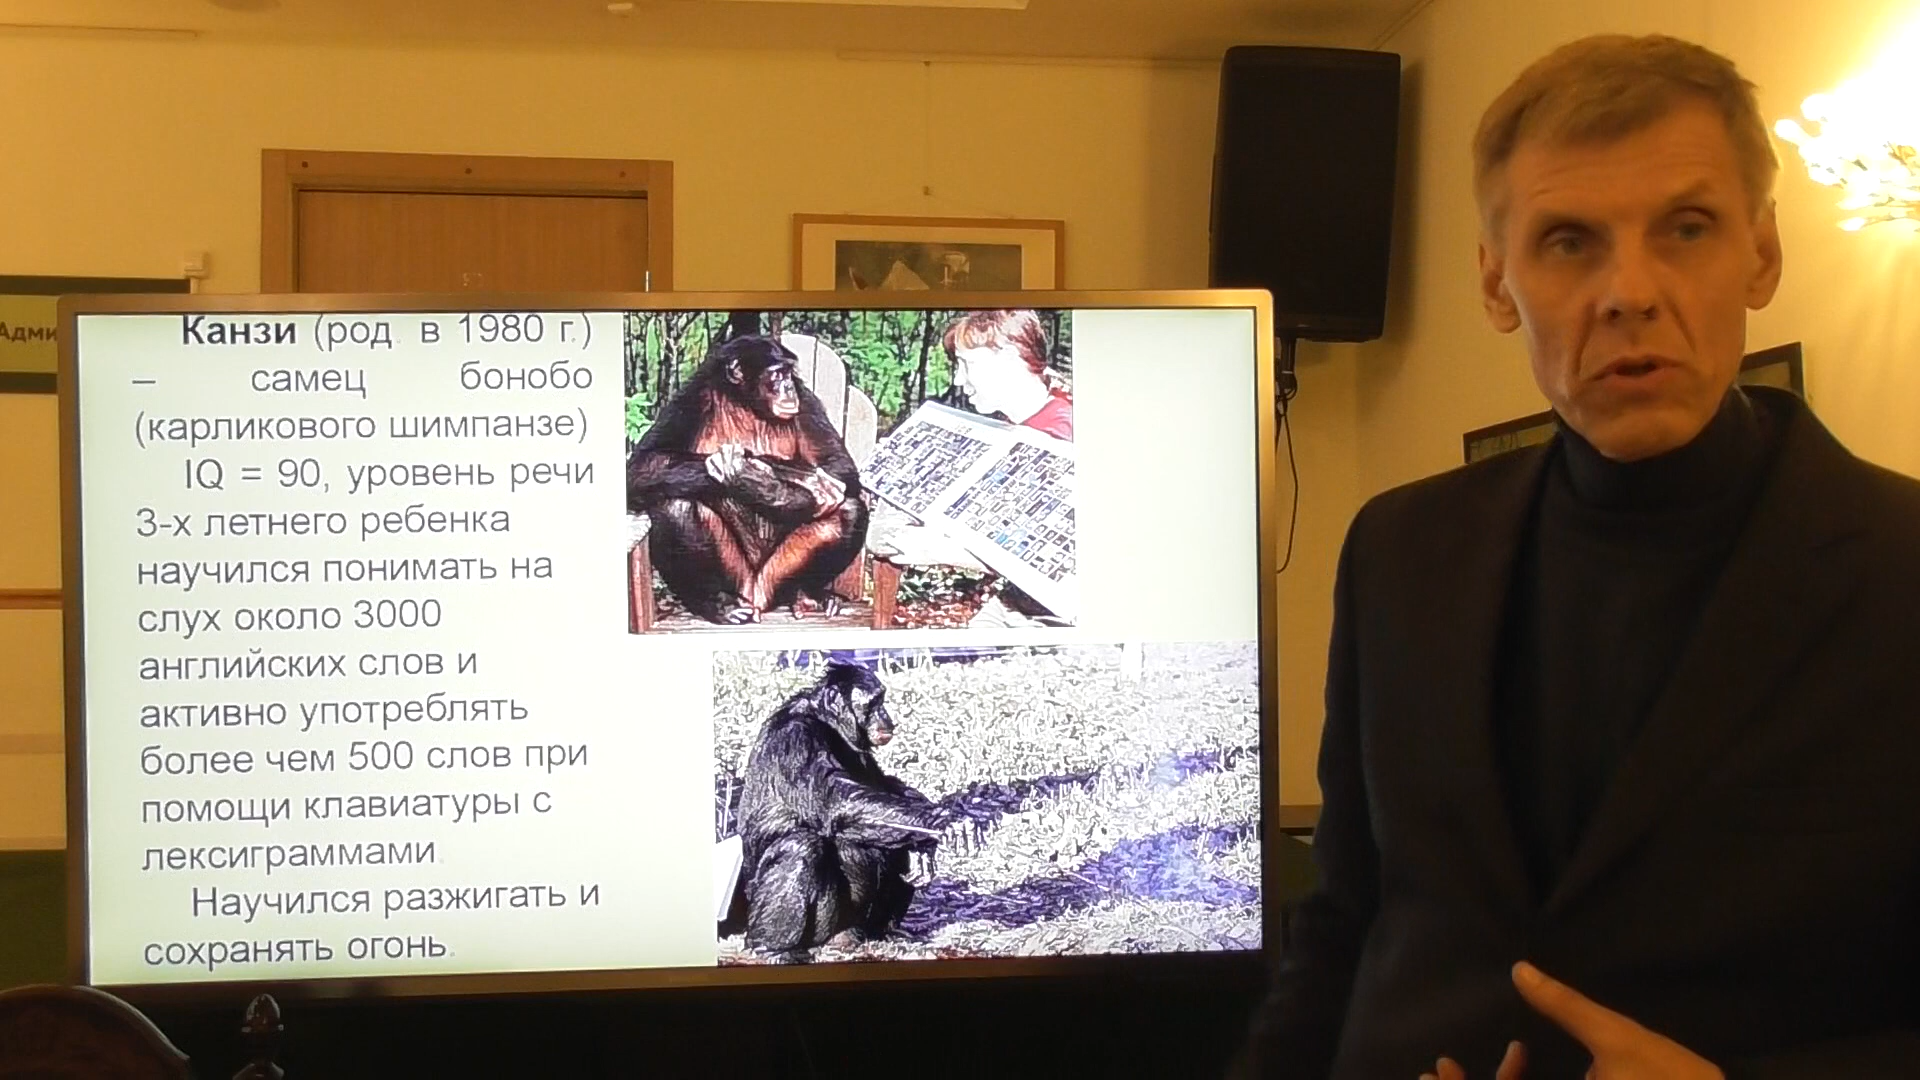 Адми
Канзи (род. в 1980 г.)
– самец бонобо
(карликового шимпанзе)
IQ = 90, уровень речи
3-х летнего ребенка
научился понимать на
слух около 3000
английских слов и
активно употреблять
более чем 500 слов при
помощи клавиатуры с
лексиграммами.
Научился разжигать и
сохранять огонь.